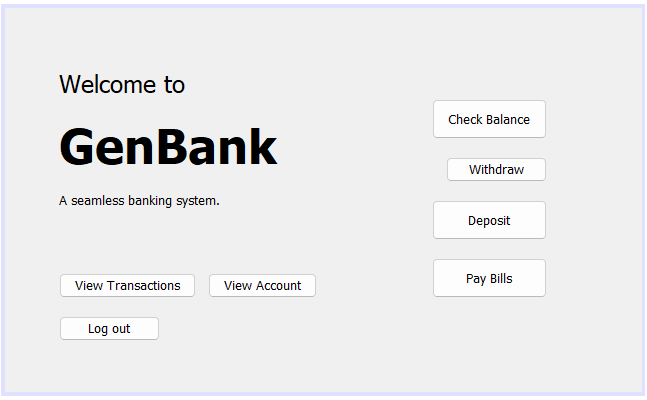 Welcome to
GenBank
A seamless banking system.
View Transactions
View Account
Log out
Check Balance
Withdraw
Deposit
Pay Bills